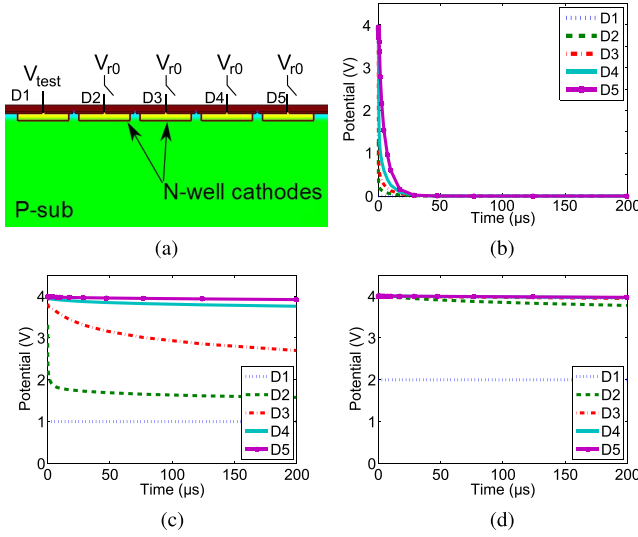 V_test V_r0 V_r0 V_r0 V_r0
D1 D2 D3 D4 D5
N-well cathodes
P-sub
(a)
Potential (V)
4
3
2
1
0
0 50 100 150 200
Time (µs)
D1
D2
D3
D4
D5
(b)
Potential (V)
5
4
3
2
1
0
0 50 100 150 200
Time (µs)
D1
D2
D3
D4
D5
(c)
Potential (V)
5
4
3
2
1
0
0 50 100 150 200
Time (µs)
D1
D2
D3
D4
D5
(d)